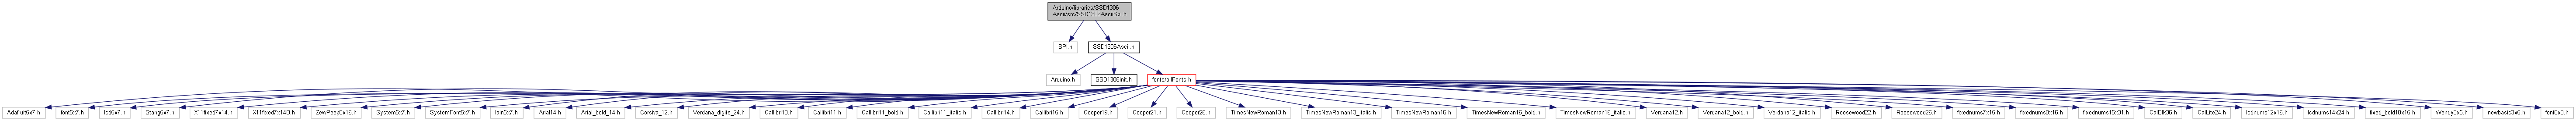 Arduino/libraries/SSD1306
Ascii/src/SSD1306AsciiSpi.h
SPI.h
SSD1306Ascii.h
Arduino.h
SSD1306init.h
fonts/allFonts.h
Adafruit5x7.h
font5x7.h
lcd5x7.h
Stang5x7.h
X11fixed7x14.h
X11fixed7x14B.h
ZevvPeep8x16.h
System5x7.h
SystemFont5x7.h
Iain5x7.h
Arial14.h
Arial_bold_14.h
Corsiva_12.h
Verdana_digits_24.h
Callibri10.h
Callibri11.h
Callibri11_bold.h
Callibri11_italic.h
Callibri14.h
Callibri15.h
Cooper19.h
Cooper21.h
Cooper26.h
TimesNewRoman13.h
TimesNewRoman13_italic.h
TimesNewRoman16.h
TimesNewRoman16_bold.h
TimesNewRoman16_italic.h
Verdana12.h
Verdana12_bold.h
Verdana12_italic.h
Roosewood22.h
Roosewood26.h
fixednums7x15.h
fixednums8x16.h
fixednums15x31.h
CalBlk36.h
CalLite24.h
lcdnums12x16.h
lcdnums14x24.h
fixed_bold10x15.h
Wendy3x5.h
newbasic3x5.h
font8x8.h